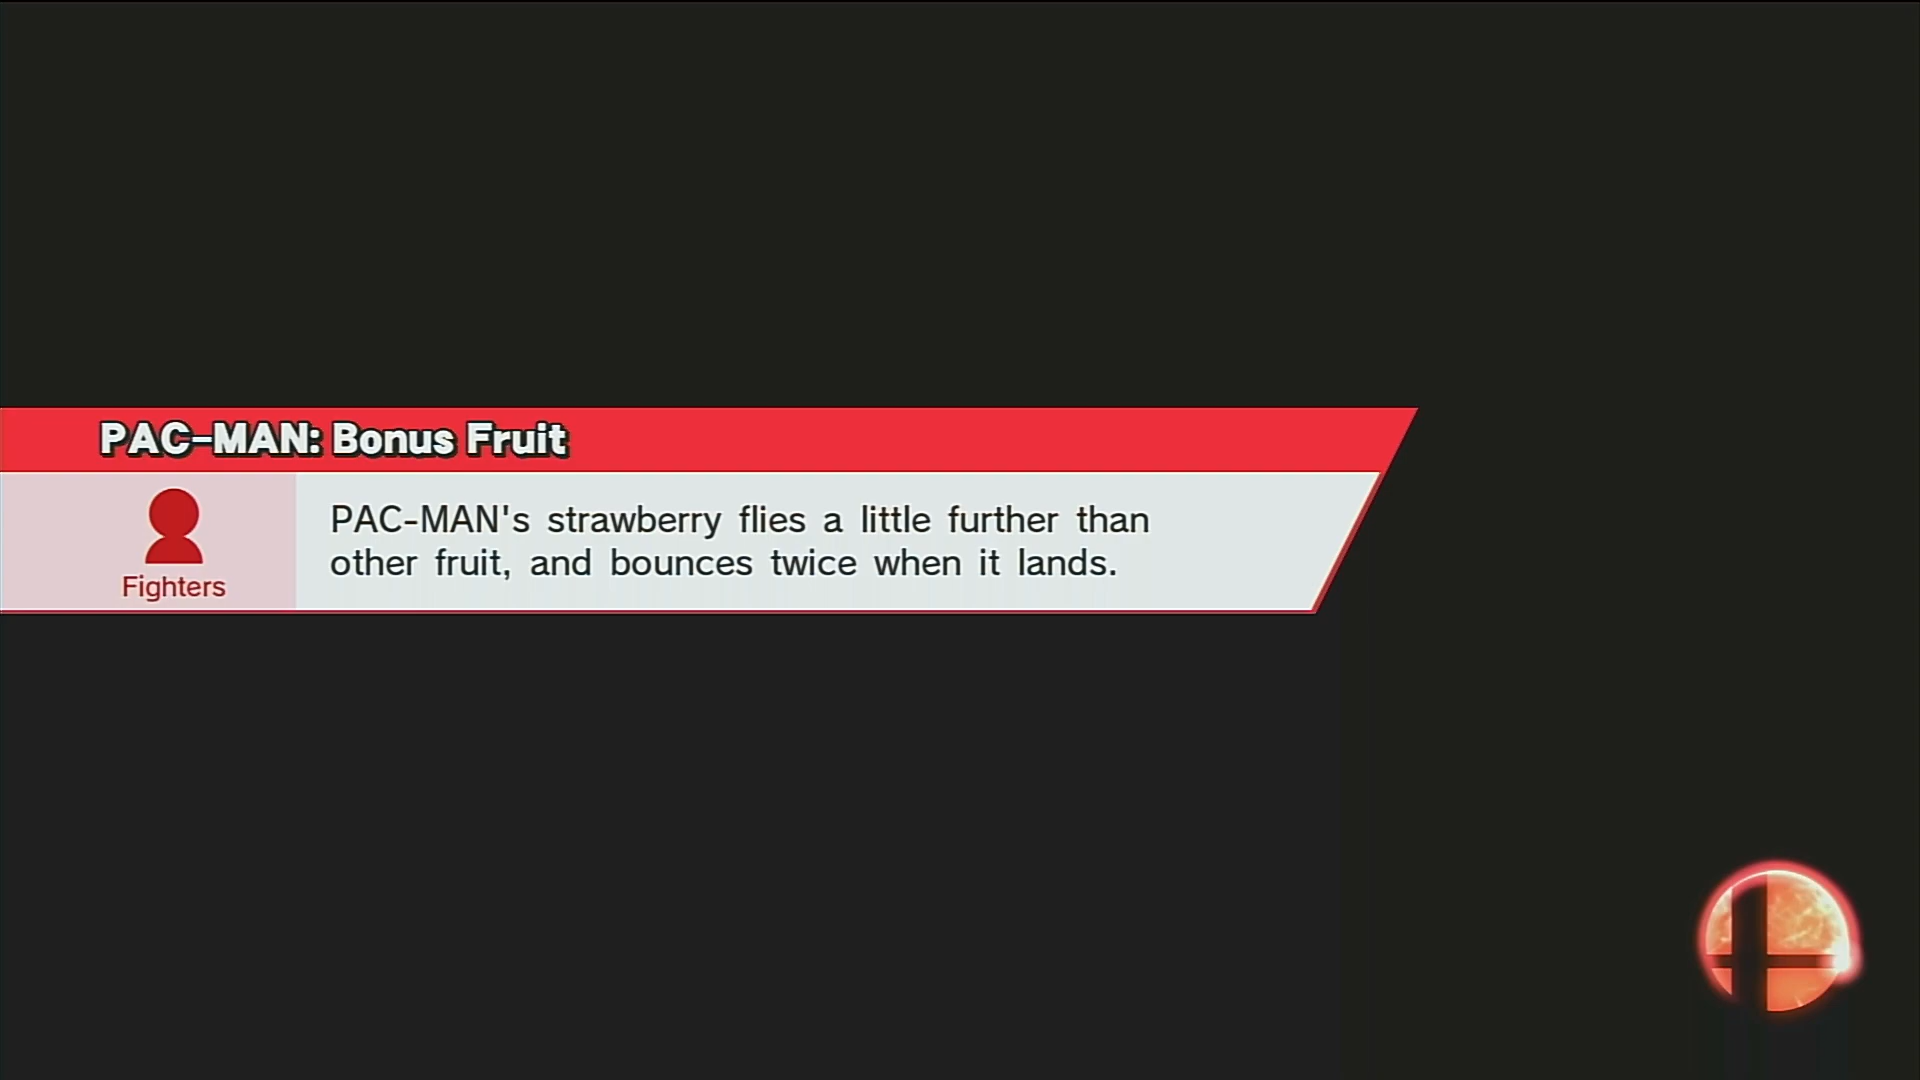 PAC-MAN: Bonus Fruit
Fighters
PAC-MAN's strawberry flies a little further than
other fruit, and bounces twice when it lands.